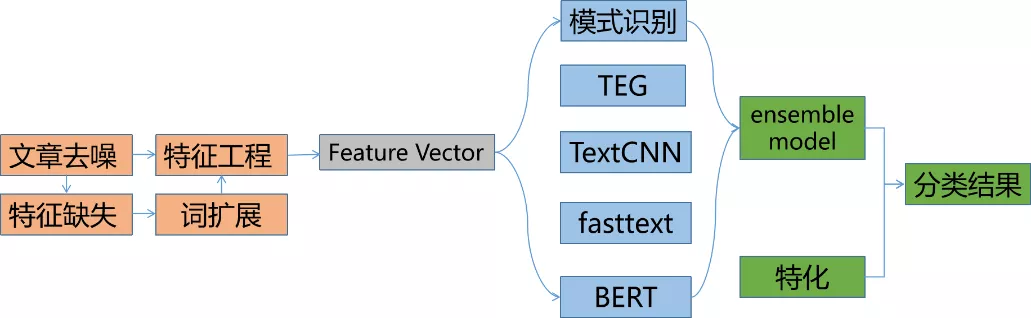 文章去噪
特征工程
特征缺失
词扩展
Feature Vector
模式识别
TEG
TextCNN
fasttext
BERT
ensemble
model
特化
分类结果